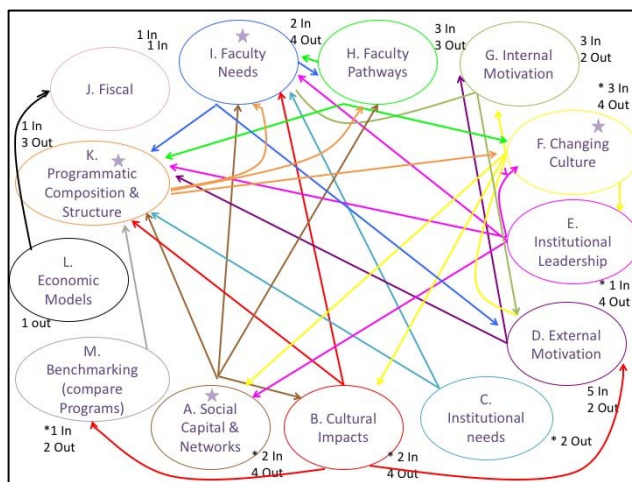 1 In
1 In
2 In
4 Out
3 In
3 Out
3 In
2 Out
I. Faculty
Needs
H. Faculty
Pathways
G. Internal
Motivation
J. Fiscal
* 3 In
4 Out
1 In
3 Out
K.
Programmatic
Composition &
Structure
F. Changing
Culture
E.
Institutional
Leadership
L.
Economic
Models
* 1 In
4 Out
1 out
D. External
Motivation
M.
Benchmarking
(compare
Programs)
A. Social
Capital &
Networks
B. Cultural
Impacts
C.
Institutional
needs
5 In
2 Out
*1 In
2 Out
* 2 In
4 Out
* 2 In
4 Out
* 2 Out